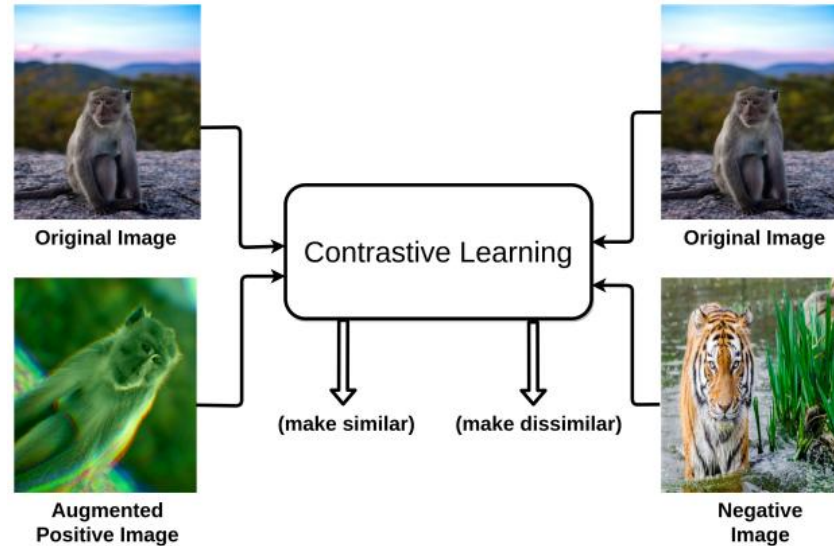 Original Image
Original Image
Contrastive Learning
(make similar)
(make dissimilar)
Augmented
Positive Image
Negative
Image